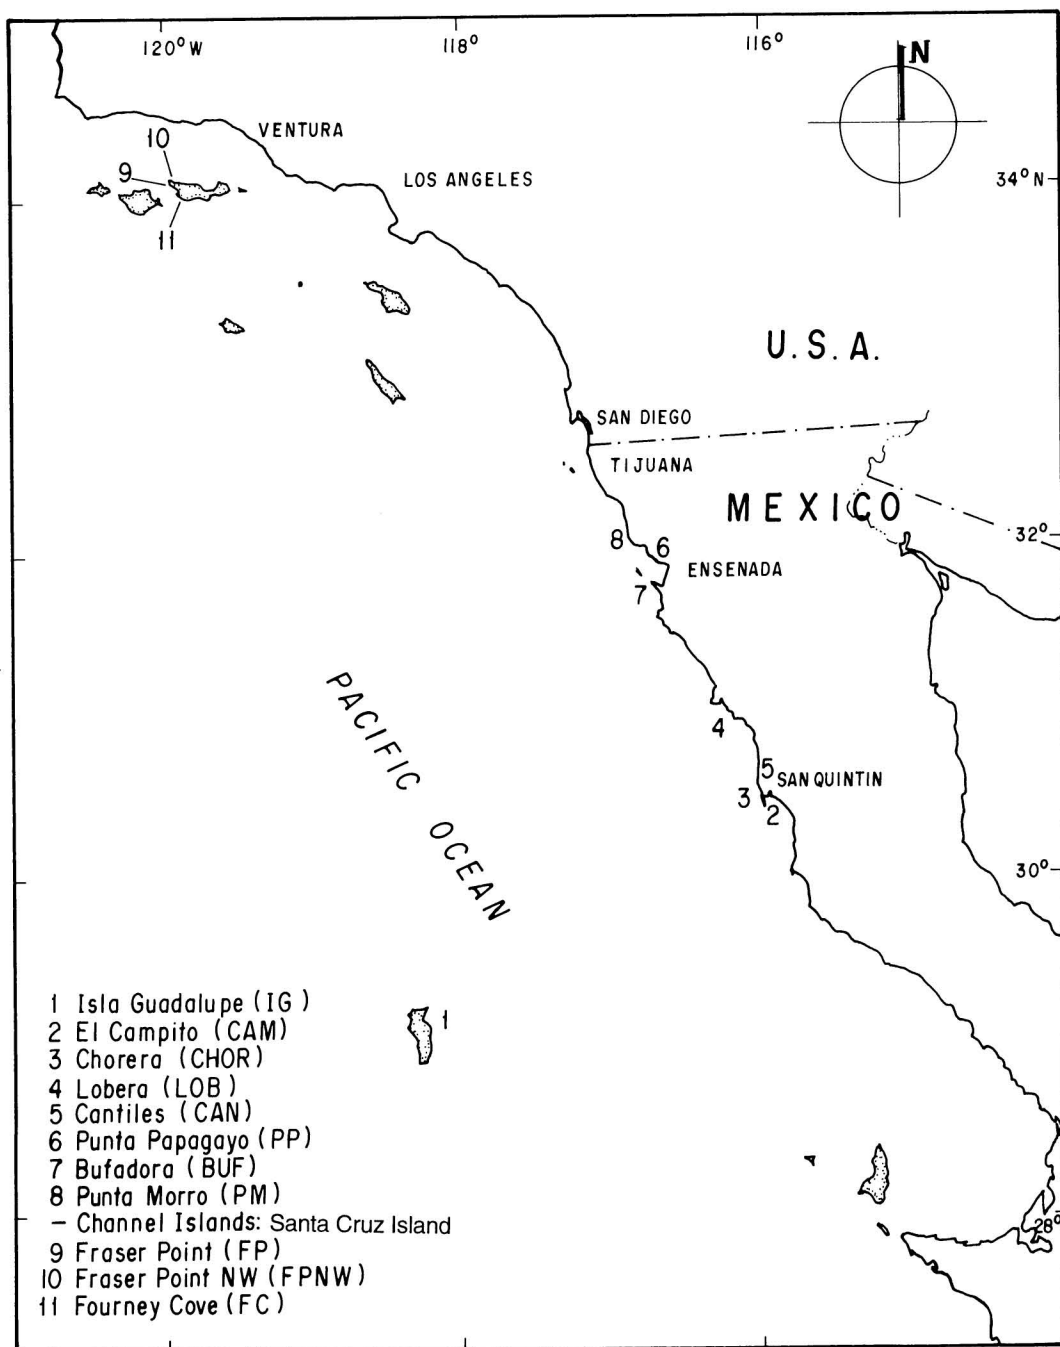 120°W
118°
116°
N
10
VENTURA
9
LOS ANGELES
34°N
11
U.S.A.
SAN DIEGO
TIJUANA
MEXICO
8
6
32°
ENSENADA
7
PACIFIC OCEAN
4
5
SAN QUINTIN
3
2
30°
1 Isla Guadalupe (IG)
1
2 El Campito (CAM)
3 Chorera (CHOR)
4 Lobera (LOB)
5 Cantiles (CAN)
6 Punta Papagayo (PP)
7 Bufadora (BUF)
8 Punta Morro (PM)
– Channel Islands: Santa Cruz Island
28°
9 Fraser Point (FP)
10 Fraser Point NW (FPNW)
11 Fourney Cove (FC)